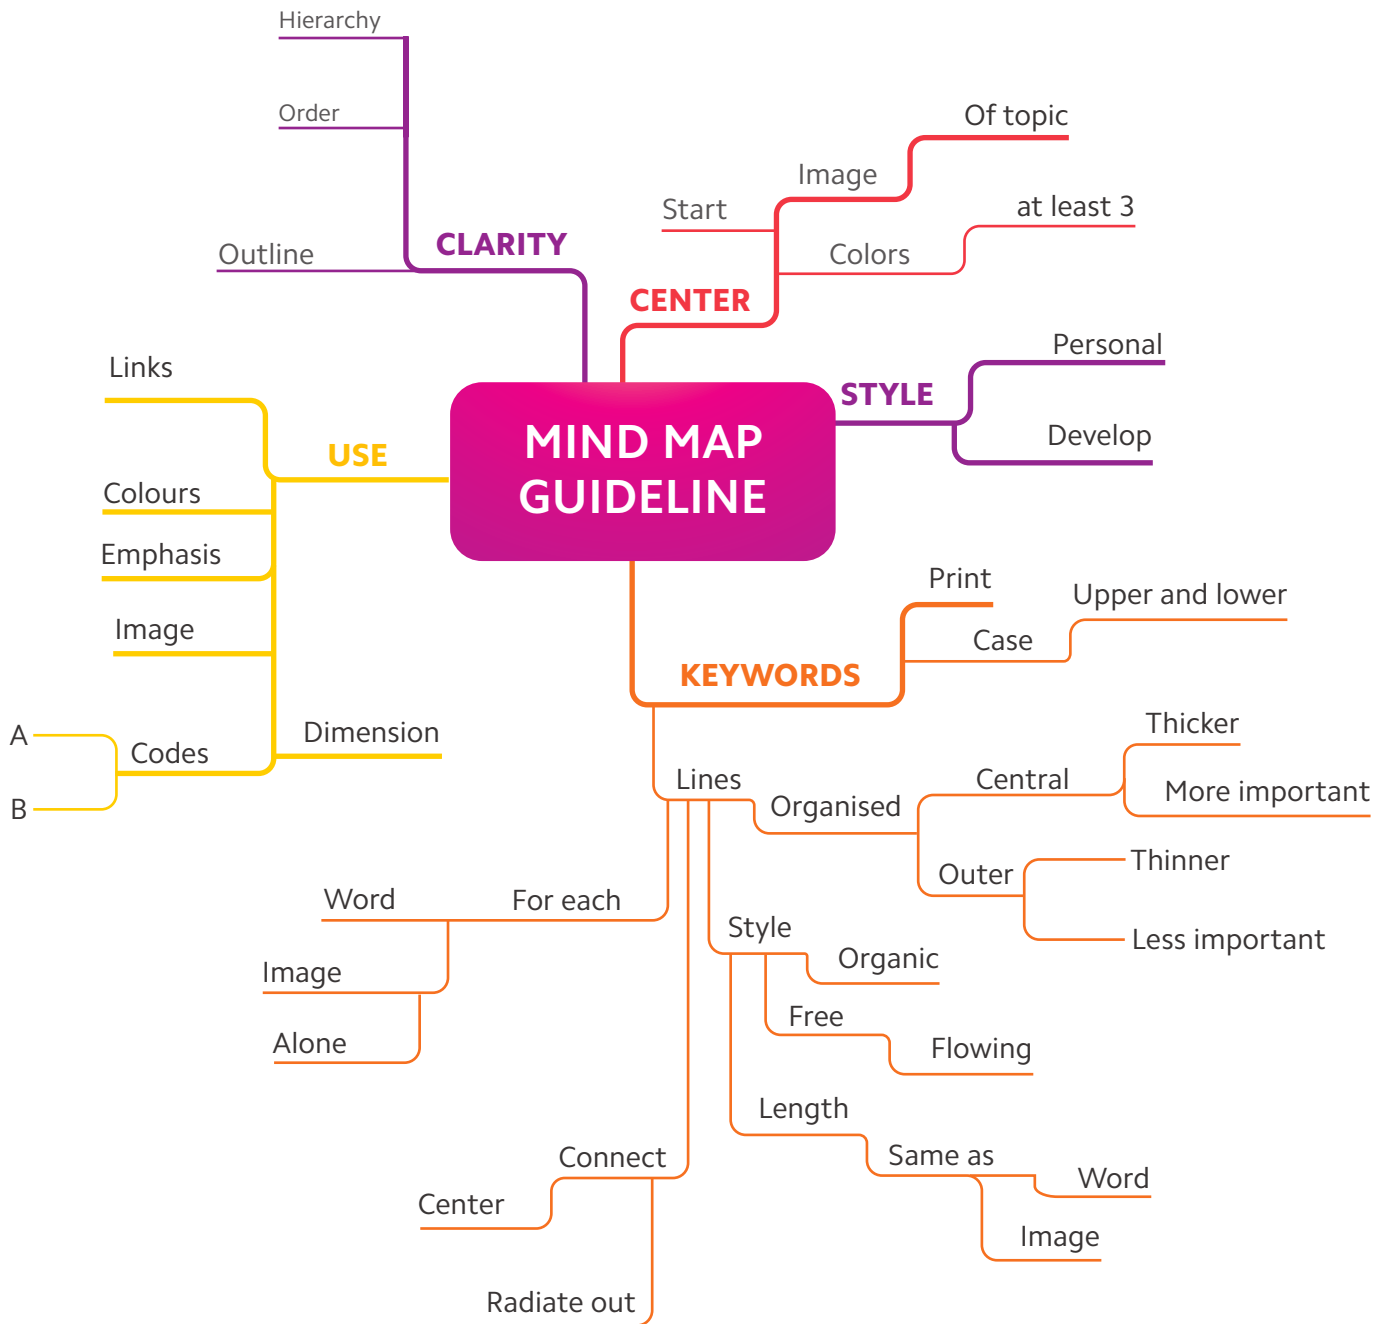 Hierarchy
Order
Outline
CLARITY
Start
Image
Of topic
Colors
at least 3
CENTER
STYLE
Personal
Develop
MIND MAP
GUIDELINE
USE
Links
Colours
Emphasis
Image
Codes
A
B
Dimension
KEYWORDS
Print
Case
Upper and lower
Lines
Organised
Central
Thicker
More important
Outer
Thinner
Less important
For each
Word
Image
Alone
Style
Organic
Free
Flowing
Length
Same as
Word
Image
Connect
Center
Radiate out